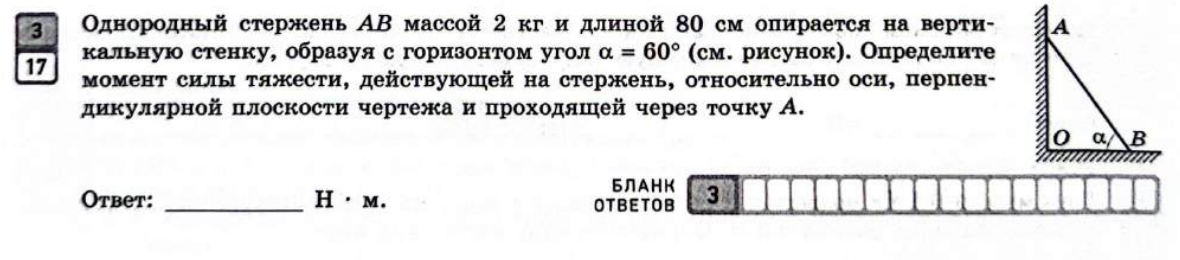 3
17
Однородный стержень AB массой 2 кг и длиной 80 см опирается на верти-
кальную стенку, образуя с горизонтом угол α = 60° (см. рисунок). Определите
момент силы тяжести, действующей на стержень, относительно оси, перпен-
дикулярной плоскости чертежа и проходящей через точку A.
A
O α B
Ответ: ____________ Н · м.
БЛАНК
ОТВЕТОВ
3